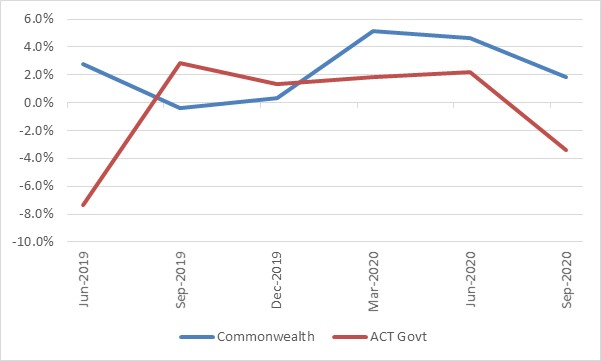 6.0%
4.0%
2.0%
0.0%
-2.0%
-4.0%
-6.0%
-8.0%
-10.0%
Jun-2019
Sep-2019
Dec-2019
Mar-2020
Jun-2020
Sep-2020
Commonwealth
ACT Govt